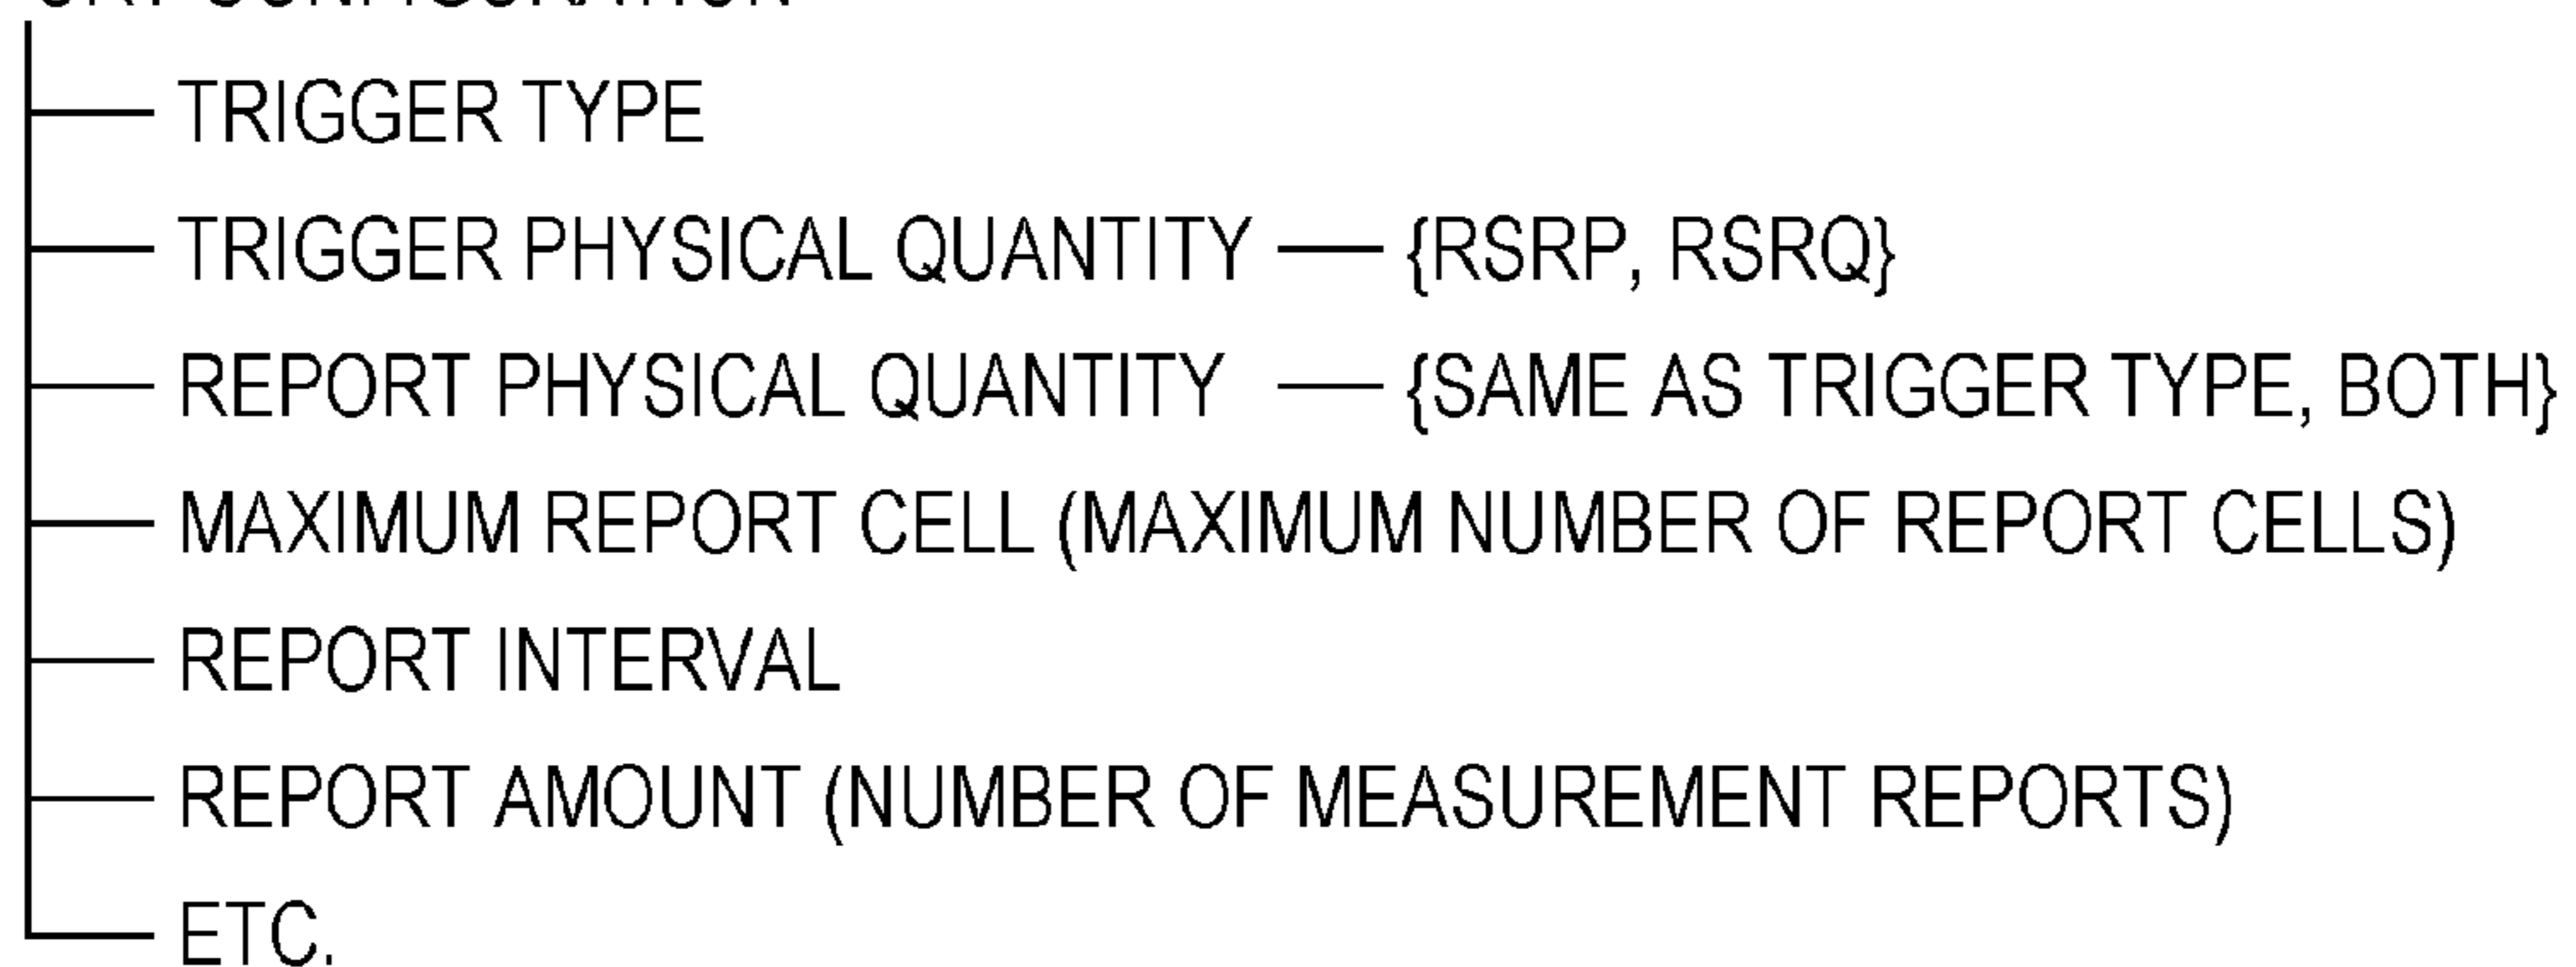 CONFIGURATION
TRIGGER TYPE
TRIGGER PHYSICAL QUANTITY — {RSRP, RSRQ}
REPORT PHYSICAL QUANTITY — {SAME AS TRIGGER TYPE, BOTH}
MAXIMUM REPORT CELL (MAXIMUM NUMBER OF REPORT CELLS)
REPORT INTERVAL
REPORT AMOUNT (NUMBER OF MEASUREMENT REPORTS)
ETC.